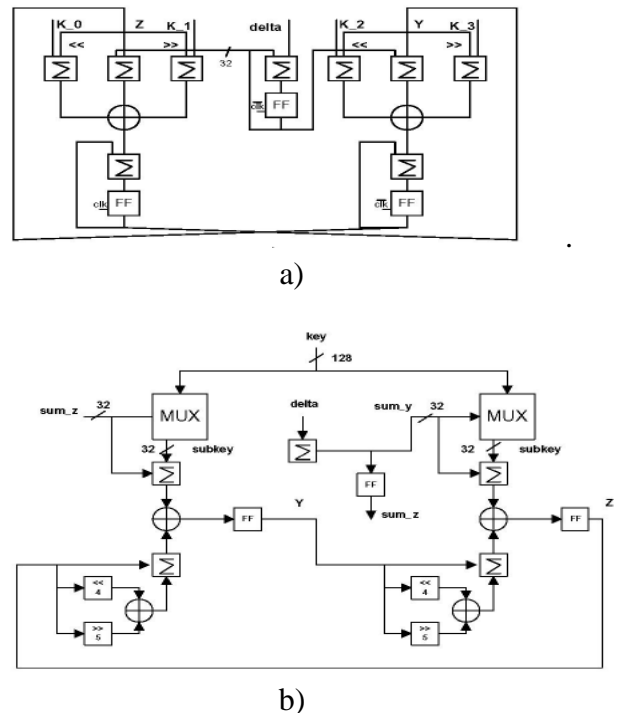 K_0 Z K_1 delta K_2 Y K_3
<< >> << >>
Σ Σ Σ Σ Σ Σ Σ
32
clk FF
Σ Σ
clk FF clk FF
.
a)
key
128
sum_z 32 MUX delta sum_y 32 MUX
32 subkey Σ 32 subkey
Σ FF Σ
Y sum_z Z
FF FF
Σ Σ
<< 4 << 4
>> 5 >> 5
b)